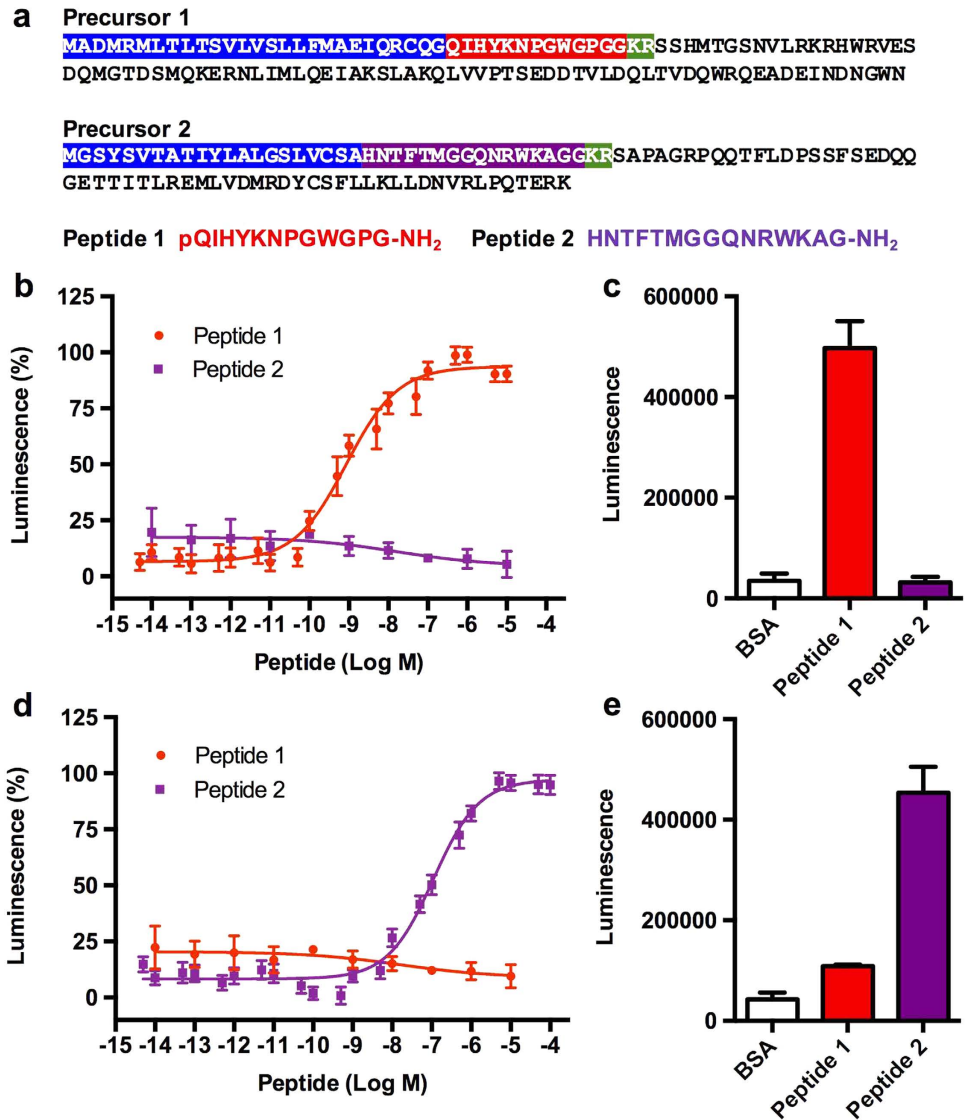 a
Precursor 1
MADMRMLTLTSVLVSLLFMAEIQRCQGQIHYKNPGWGPGGKRSSHMTGSNVLRKRHWRVES
DQMGTDSMQKERNLIMLQEIAKSLAKQLVVPTSEDDTVLDQLTVDQWRQEADEINDNGWN
Precursor 2
MGSYSVTATIYLALGSLVCSAHNTFTMGGQNRWKAGGKRSAPAGRPQQTFLDPSSFSEDQQ
GETTITLREMLVDMRDYCSFLLKLLDNVRLPQTERK
Peptide 1 pQIHYKNPGWGPG-NH₂ Peptide 2 HNTFTMGGQNRWKAG-NH₂
b
125
100
75
50
25
0
Luminescence (%)
Peptide 1
Peptide 2
-15 -14 -13 -12 -11 -10 -9 -8 -7 -6 -5 -4
Peptide (Log M)
c
600000
400000
200000
0
Luminescence
BSA
Peptide 1
Peptide 2
d
125
100
75
50
25
0
Luminescence (%)
Peptide 1
Peptide 2
-15 -14 -13 -12 -11 -10 -9 -8 -7 -6 -5 -4
Peptide (Log M)
e
600000
400000
200000
0
Luminescence
BSA
Peptide 1
Peptide 2